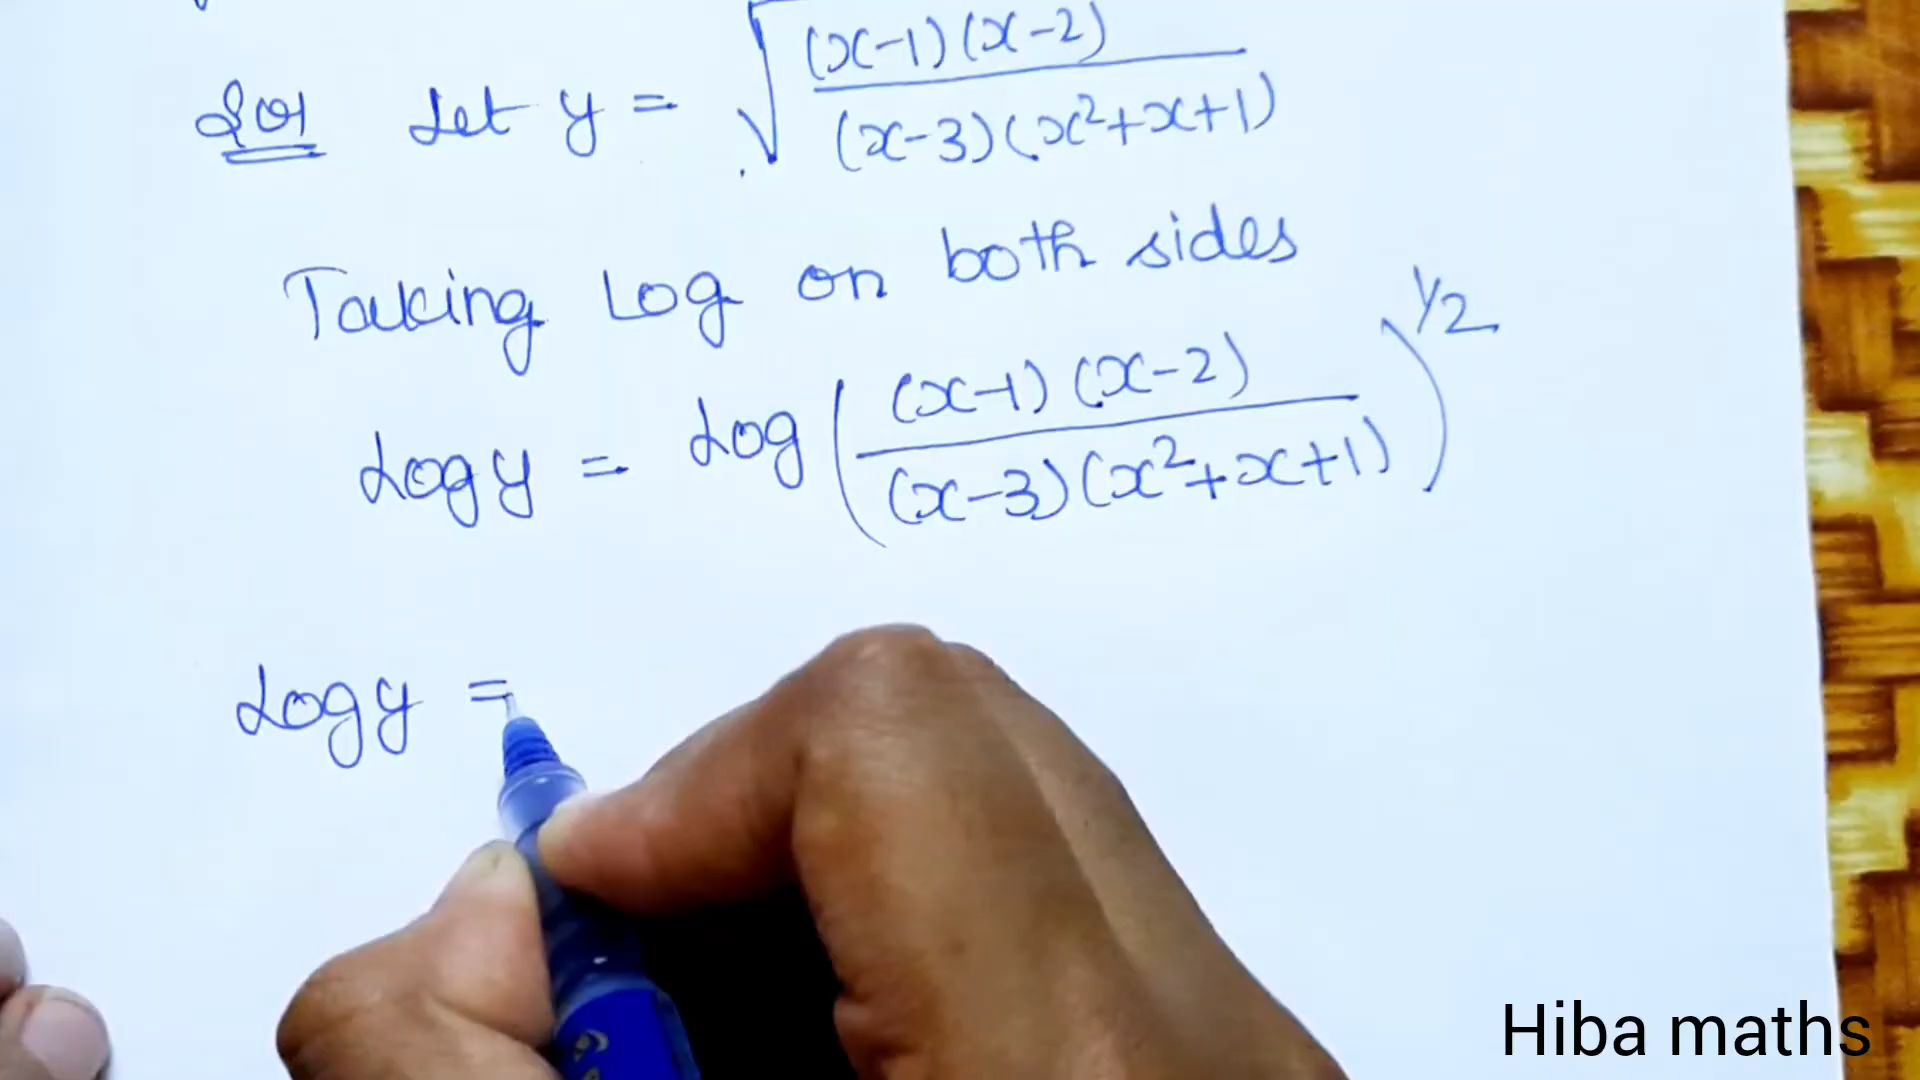 Sol Let y = √((x-1)(x-2) / (x-3)(x²+x+1))
Taking Log on both sides
Log y = Log ((x-1)(x-2) / (x-3)(x²+x+1))^1/2
Log y =
Hiba maths